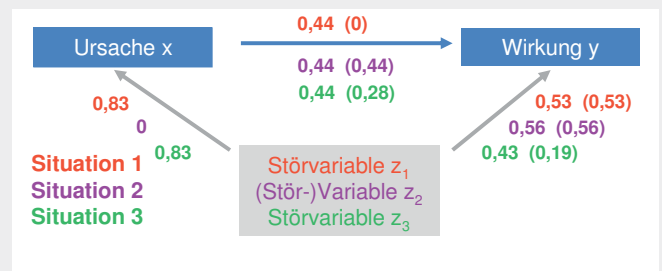 0,44 (0)
Ursache x
Wirkung y
0,44 (0,44)
0,44 (0,28)
0,83
0,53 (0,53)
0
0,56 (0,56)
0,83
0,43 (0,19)
Situation 1
Situation 2
Situation 3
Störvariable z₁
(Stör-)Variable z₂
Störvariable z₃